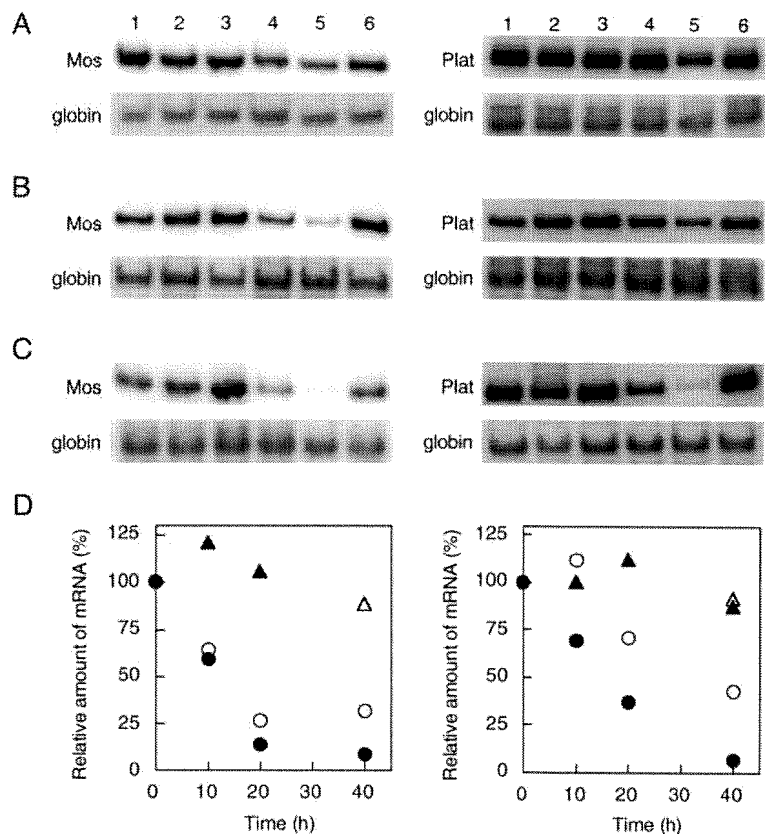 A
1 2 3 4 5 6
1 2 3 4 5 6
Mos
Plat
globin
globin
B
Mos
Plat
globin
globin
C
Mos
Plat
globin
globin
D
Relative amount of mRNA (%)
125
100
75
50
25
0
0 10 20 30 40
Time (h)
Relative amount of mRNA (%)
125
100
75
50
25
0
0 10 20 30 40
Time (h)